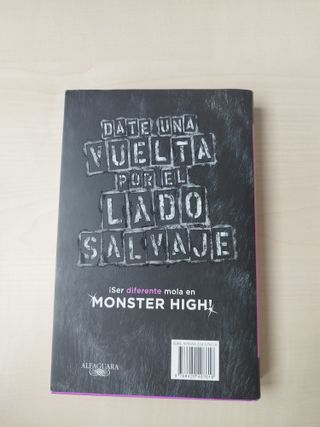 DATE UNA
VUELTA
POR EL
LADO
SALVAJE
¡Ser diferente mola en
MONSTER HIGH!
ALFAGUARA